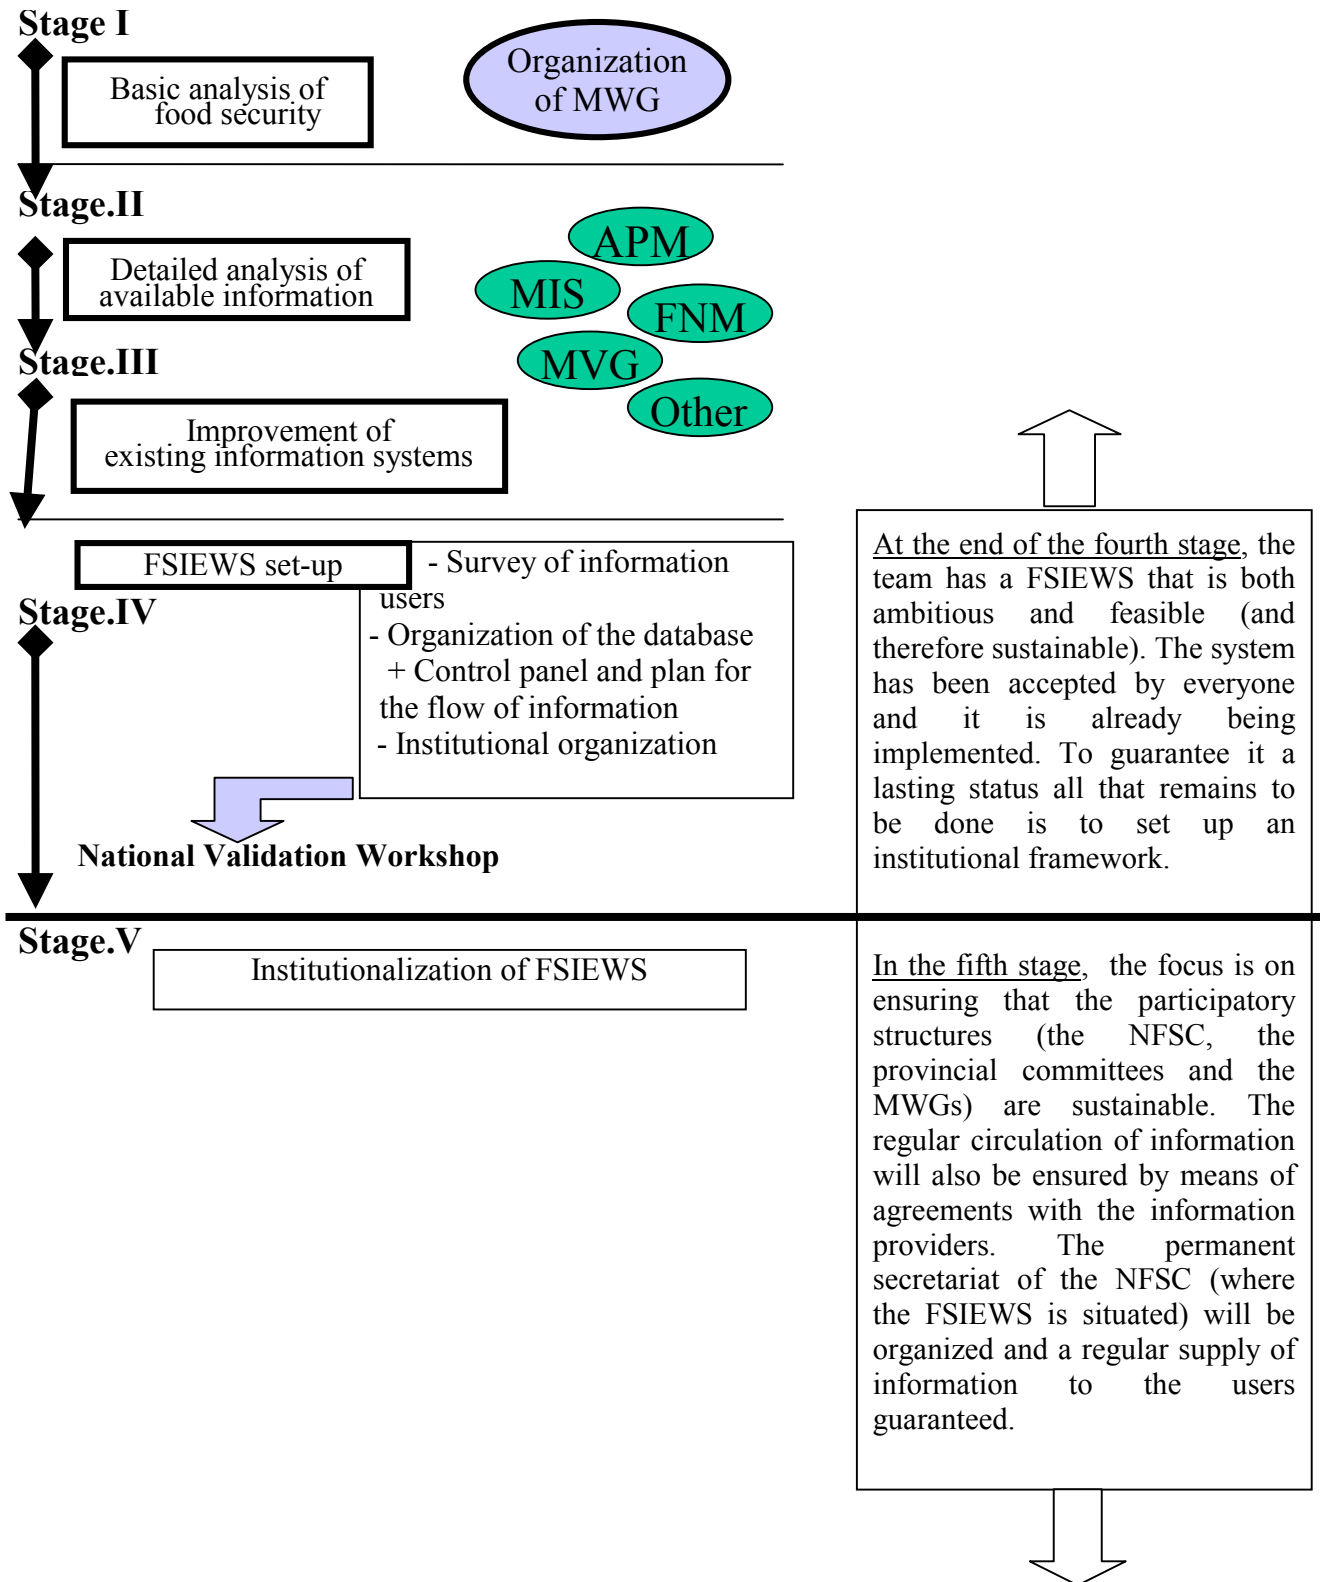 Stage I
Basic analysis of
food security
Organization
of MWG
Stage.II
Detailed analysis of
available information
APM
MIS
FNM
MVG
Other
Stage.III
Improvement of
existing information systems
FSIEWS set-up
- Survey of information
users
- Organization of the database
+ Control panel and plan for
the flow of information
- Institutional organization
Stage.IV
National Validation Workshop
At the end of the fourth stage, the
team has a FSIEWS that is both
ambitious and feasible (and
therefore sustainable). The system
has been accepted by everyone
and it is already being
implemented. To guarantee it a
lasting status all that remains to
be done is to set up an
institutional framework.
Stage.V
Institutionalization of FSIEWS
In the fifth stage, the focus is on
ensuring that the participatory
structures (the NFSC, the
provincial committees and the
MWGs) are sustainable. The
regular circulation of information
will also be ensured by means of
agreements with the information
providers. The permanent
secretariat of the NFSC (where
the FSIEWS is situated) will be
organized and a regular supply of
information to the users
guaranteed.